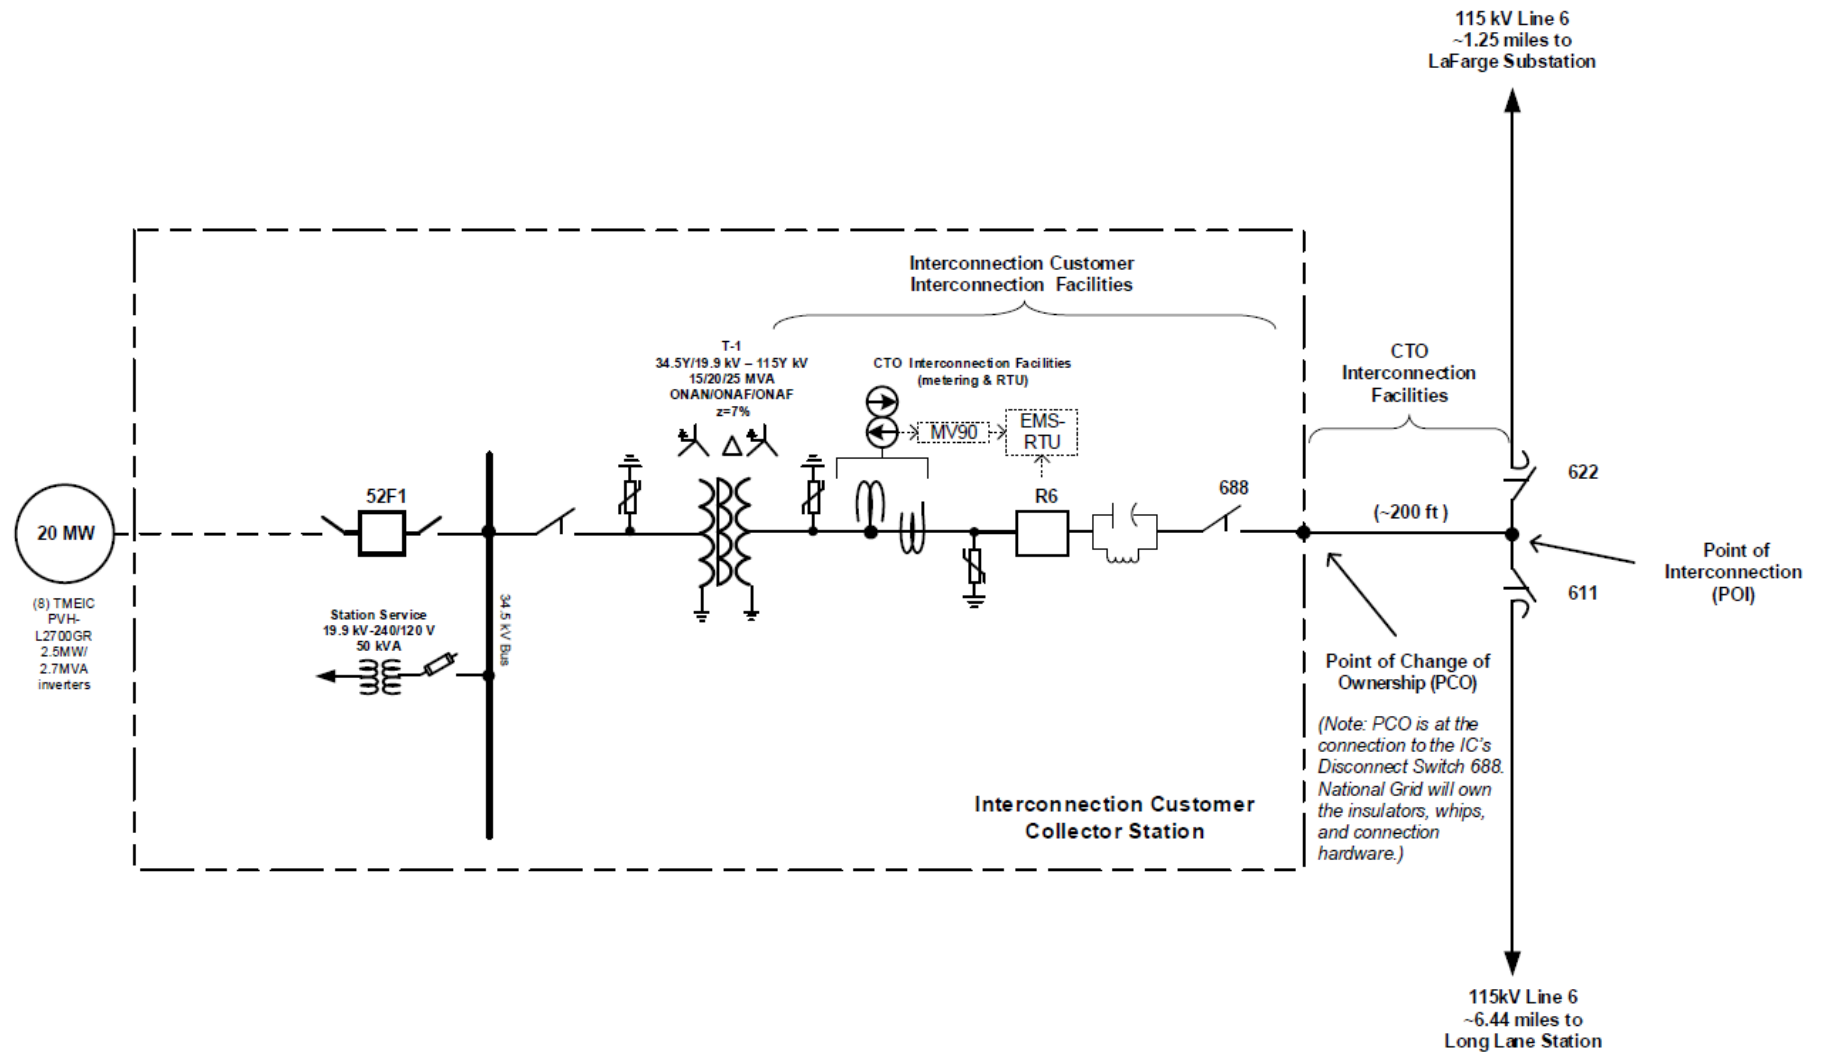 115 kV Line 6
~1.25 miles to
LaFarge Substation
Interconnection Customer
Interconnection Facilities
T-1
34.5Y/19.9 kV – 115Y kV
15/20/25 MVA
ONAN/ONAF/ONAF
z=7%
CTO Interconnection Facilities
(metering & RTU)
MV90
EMS-
RTU
CTO
Interconnection
Facilities
622
20 MW
52F1
R6
688
(~200 ft )
Point of
Interconnection
(POI)
611
(8) TMEIC
PVH-
L2700GR
2.5MW/
2.7MVA
inverters
Station Service
19.9 kV-240/120 V
50 kVA
34.5 kV Bus
Point of Change of
Ownership (PCO)
(Note: PCO is at the
connection to the IC's
Disconnect Switch 688.
National Grid will own
the insulators, whips,
and connection
hardware.)
Interconnection Customer
Collector Station
115kV Line 6
~6.44 miles to
Long Lane Station